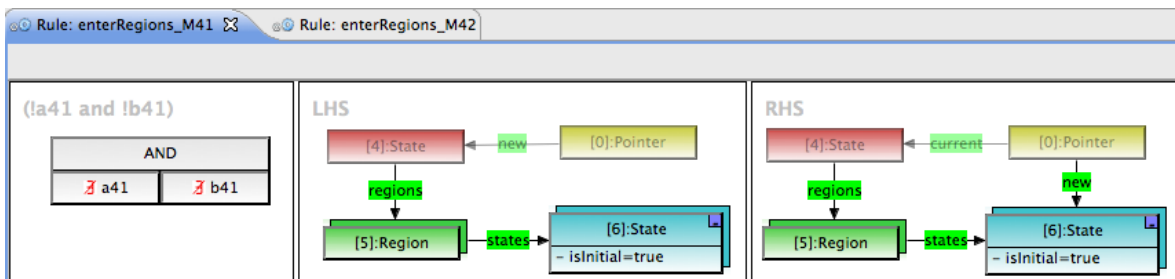 Rule: enterRegions_M41 Rule: enterRegions_M42
(!a41 and !b41) LHS RHS
AND
∄ a41 ∄ b41
[4]:State new [0]:Pointer
regions
[5]:Region states [6]:State
- isInitial=true
[4]:State current [0]:Pointer
regions new
[5]:Region states [6]:State
- isInitial=true